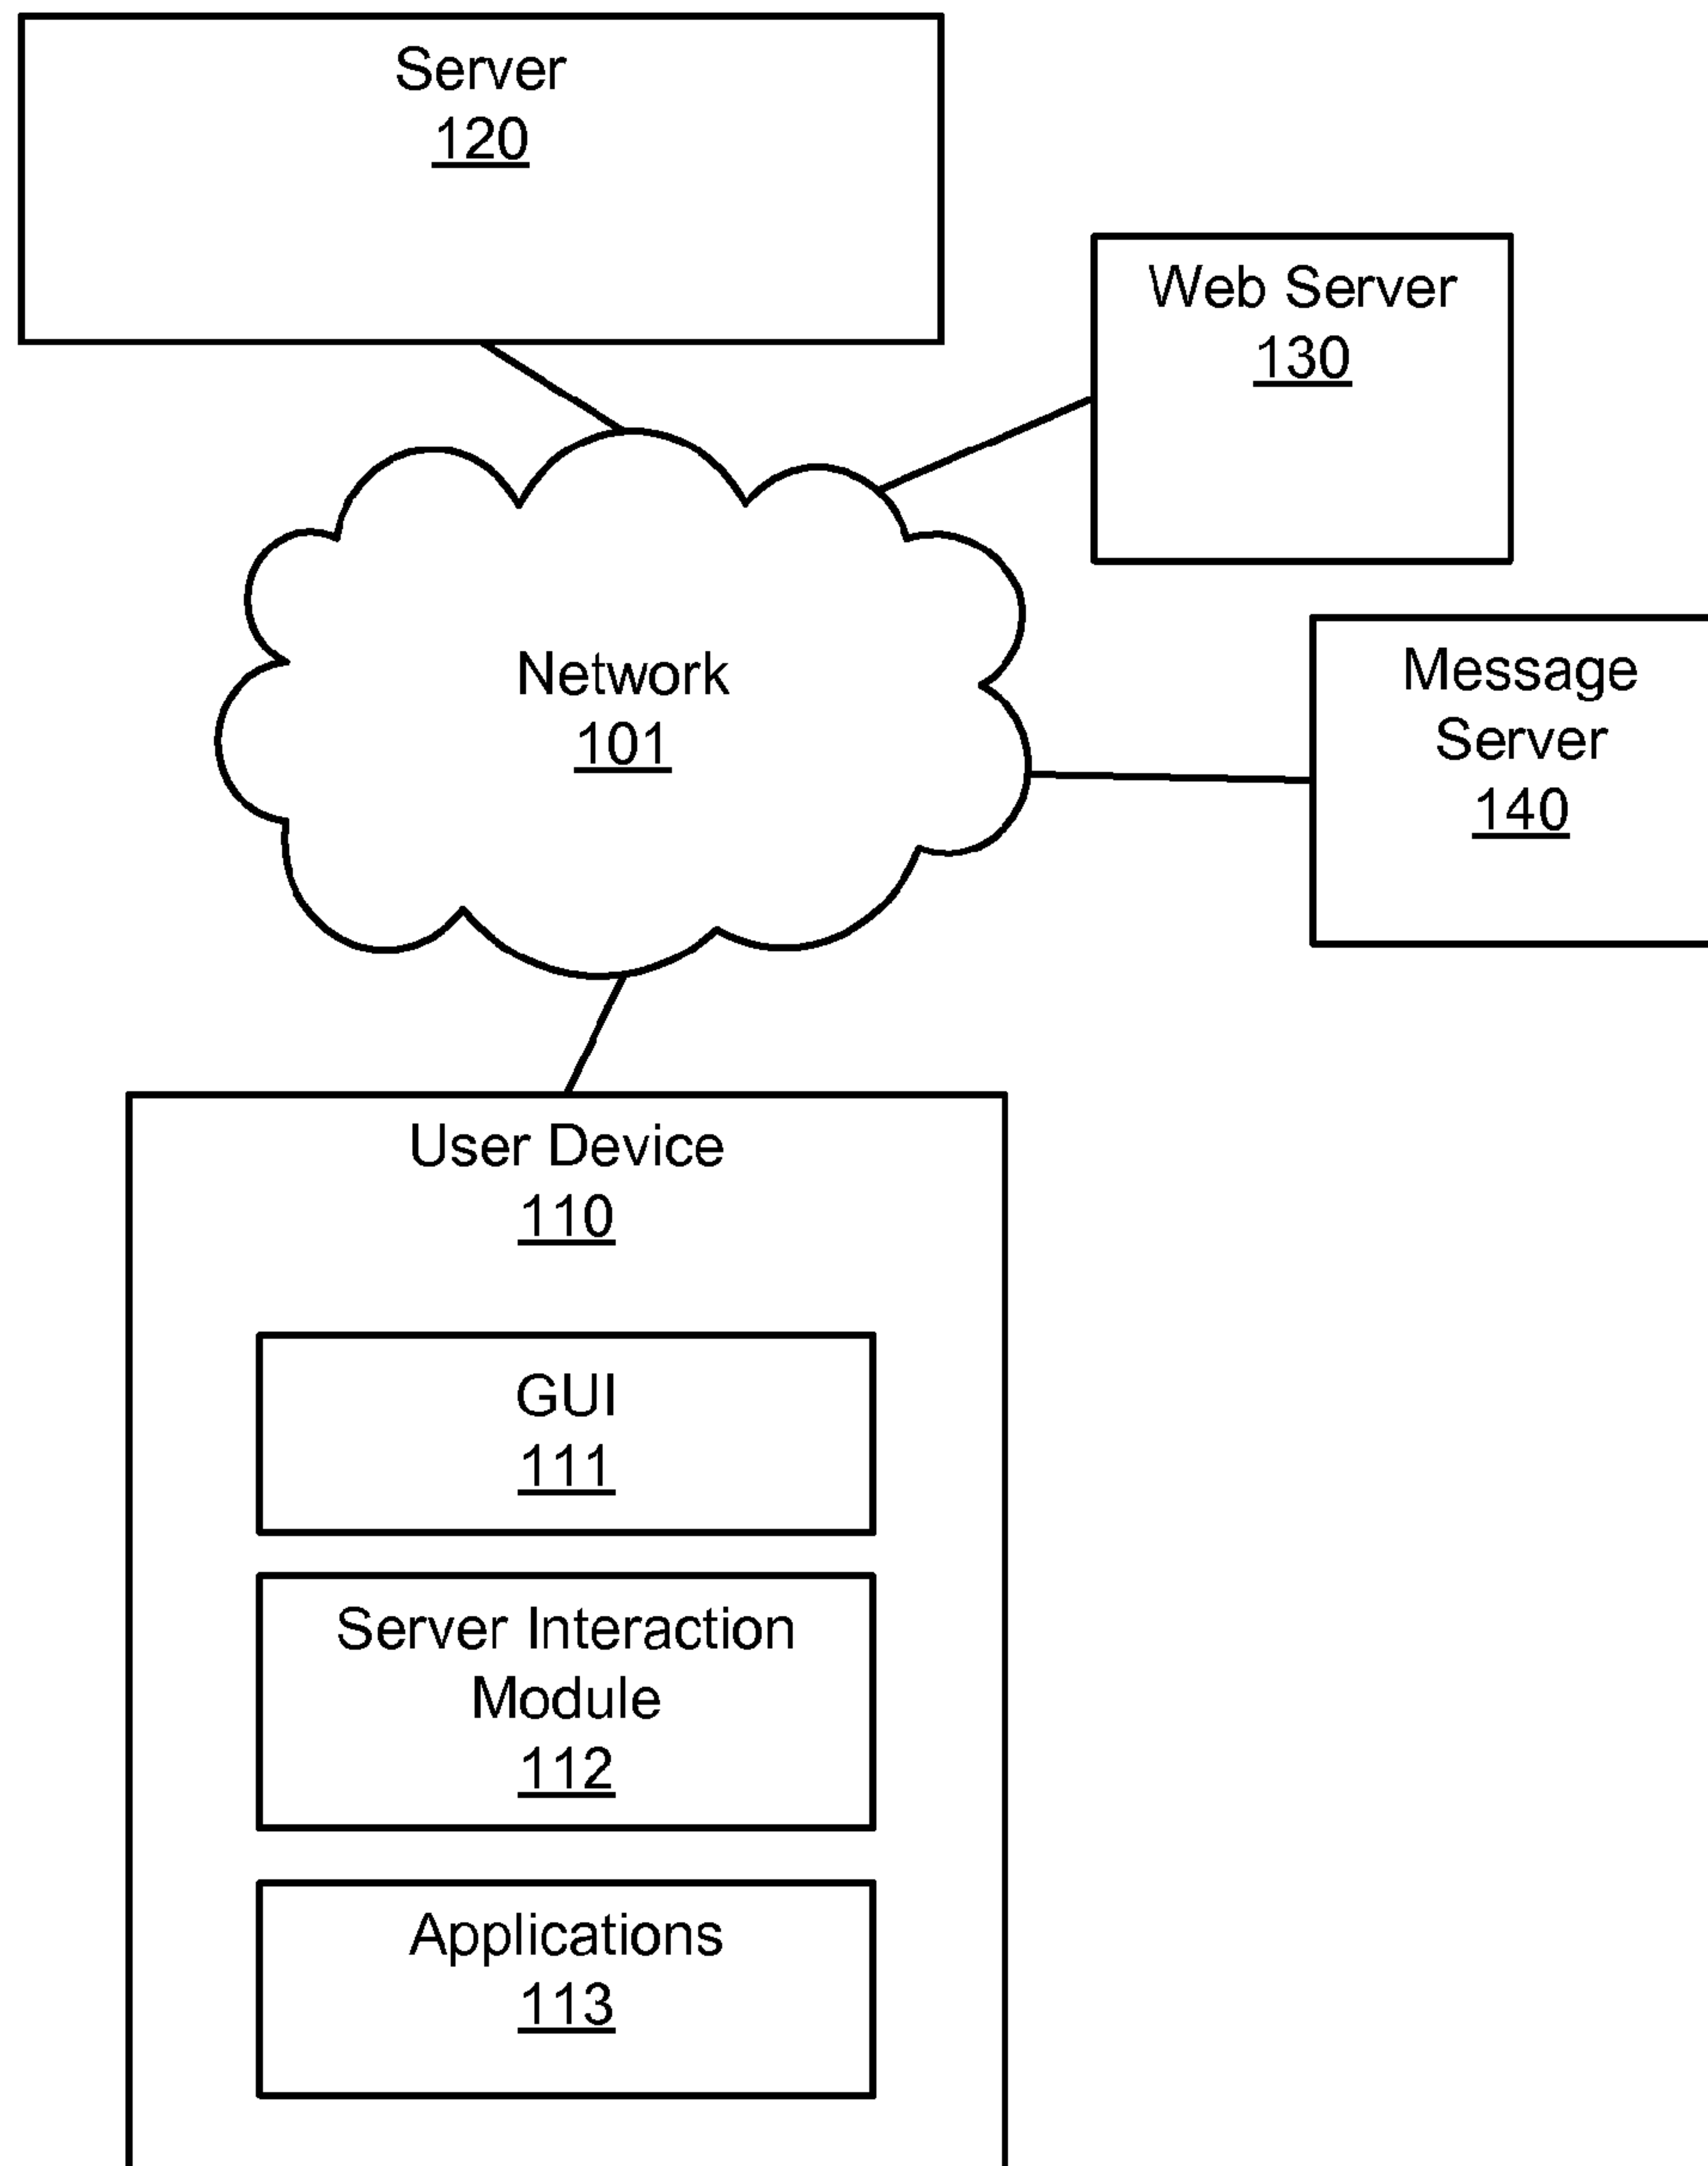 Server
120
Web Server
130
Network
101
Message
Server
140
User Device
110
GUI
111
Server Interaction
Module
112
Applications
113